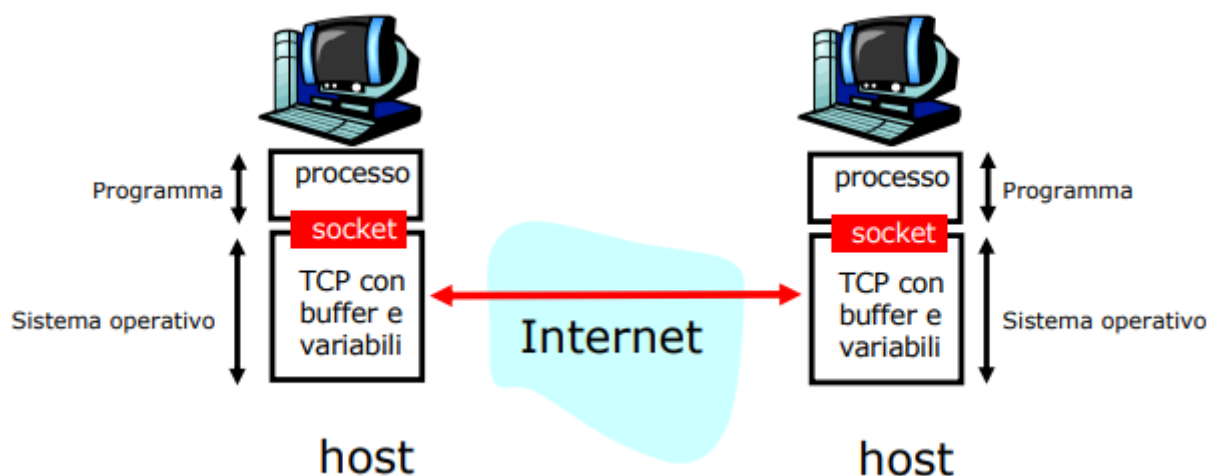 processo
Programma
socket
TCP con
buffer e
variabili
Sistema operativo
host
Internet
processo
Programma
socket
TCP con
buffer e
variabili
Sistema operativo
host